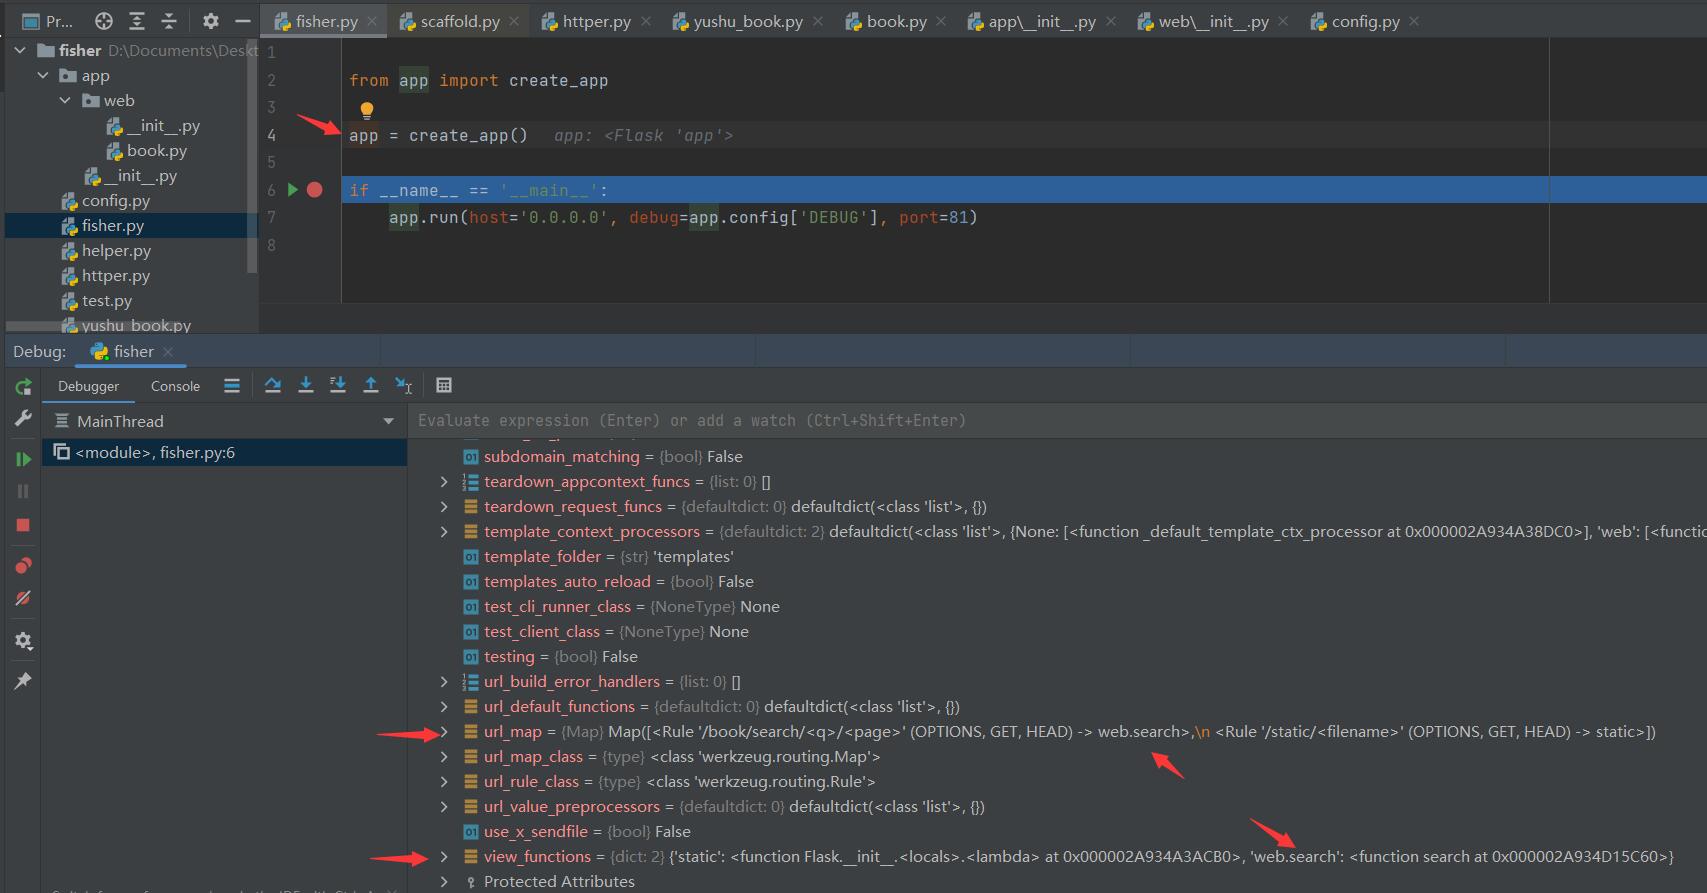 Pr...
fisher.py
scaffold.py
httper.py
yushu_book.py
book.py
app\__init__.py
web\__init__.py
config.py
fisher D:\Documents\Deskt
app
web
__init__.py
book.py
__init__.py
config.py
fisher.py
helper.py
httper.py
test.py
yushu_book.py
1
2 from app import create_app
3
4 app = create_app() app: <Flask 'app'>
5
6 if __name__ == '__main__':
7 app.run(host='0.0.0.0', debug=app.config['DEBUG'], port=81)
8
Debug: fisher
Debugger Console
MainThread
<module>, fisher.py:6
Evaluate expression (Enter) or add a watch (Ctrl+Shift+Enter)
subdomain_matching = {bool} False
teardown_appcontext_funcs = {list: 0} []
teardown_request_funcs = {defaultdict: 0} defaultdict(<class 'list'>, {})
template_context_processors = {defaultdict: 2} defaultdict(<class 'list'>, {None: [<function _default_template_ctx_processor at 0x000002A934A38DC0>], 'web': [<functio
template_folder = {str} 'templates'
templates_auto_reload = {bool} False
test_cli_runner_class = {NoneType} None
test_client_class = {NoneType} None
testing = {bool} False
url_build_error_handlers = {list: 0} []
url_default_functions = {defaultdict: 0} defaultdict(<class 'list'>, {})
url_map = {Map} Map([<Rule '/book/search/<q>/<page>' (OPTIONS, GET, HEAD) -> web.search>,\n <Rule '/static/<filename>' (OPTIONS, GET, HEAD) -> static>])
url_map_class = {type} <class 'werkzeug.routing.Map'>
url_rule_class = {type} <class 'werkzeug.routing.Rule'>
url_value_preprocessors = {defaultdict: 0} defaultdict(<class 'list'>, {})
use_x_sendfile = {bool} False
view_functions = {dict: 2} {'static': <function Flask.__init__.<locals>.<lambda> at 0x000002A934A3ACB0>, 'web.search': <function search at 0x000002A934D15C60>}
Protected Attributes